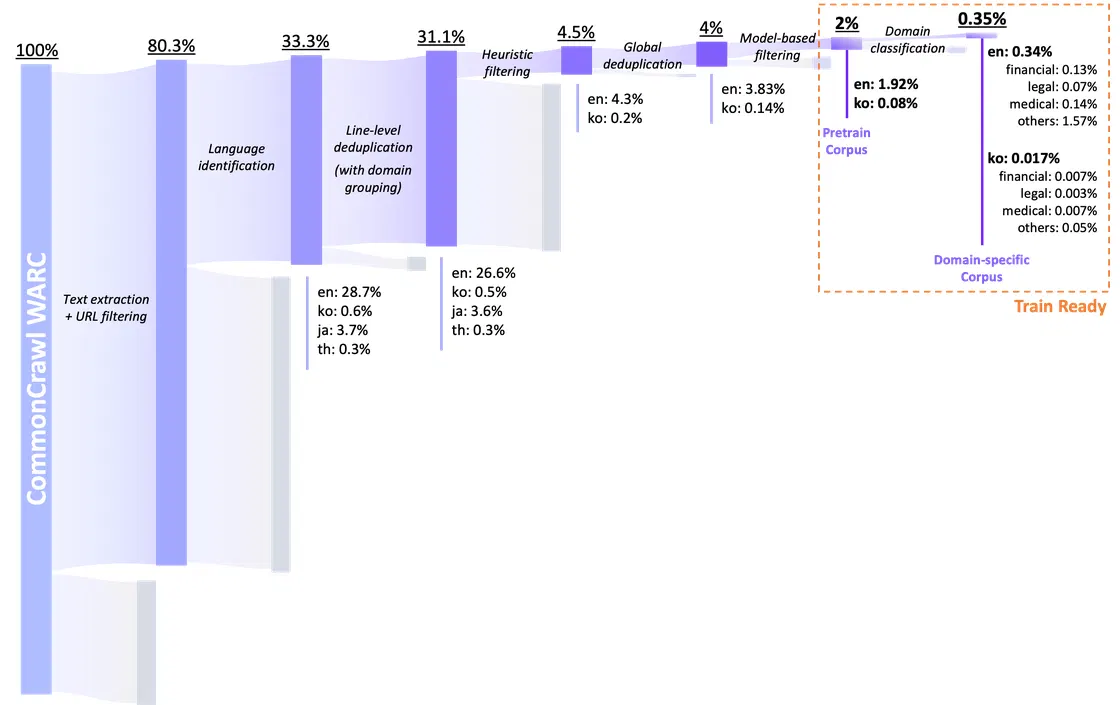 100%
CommonCrawl WARC
Text extraction
+ URL filtering
80.3%
Language
identification
33.3%
en: 28.7%
ko: 0.6%
ja: 3.7%
th: 0.3%
Line-level
deduplication
(with domain
grouping)
31.1%
en: 26.6%
ko: 0.5%
ja: 3.6%
th: 0.3%
Heuristic
filtering
4.5%
en: 4.3%
ko: 0.2%
Global
deduplication
4%
en: 3.83%
ko: 0.14%
Model-based
filtering
2%
en: 1.92%
ko: 0.08%
Pretrain
Corpus
Domain
classification
0.35%
en: 0.34%
financial: 0.13%
legal: 0.07%
medical: 0.14%
others: 1.57%
ko: 0.017%
financial: 0.007%
legal: 0.003%
medical: 0.007%
others: 0.05%
Domain-specific
Corpus
Train Ready